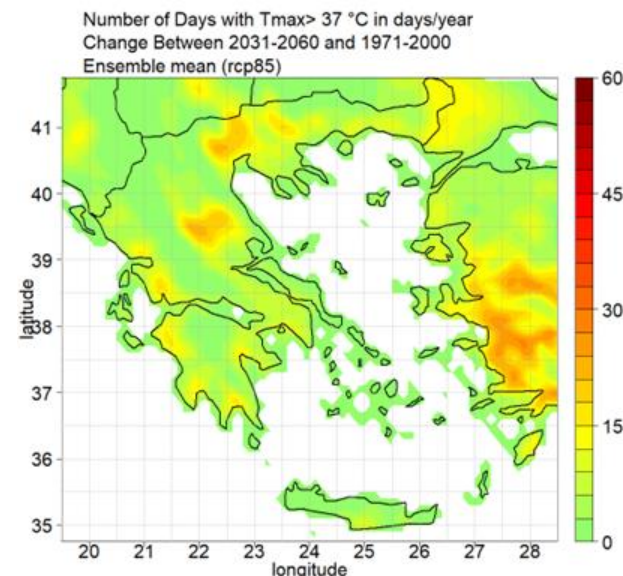 Number of Days with Tmax> 37 °C in days/year
Change Between 2031-2060 and 1971-2000
Ensemble mean (rcp85)
60
45
30
15
0
41
40
39
38
37
36
35
latitude
20 21 22 23 24 25 26 27 28
longitude